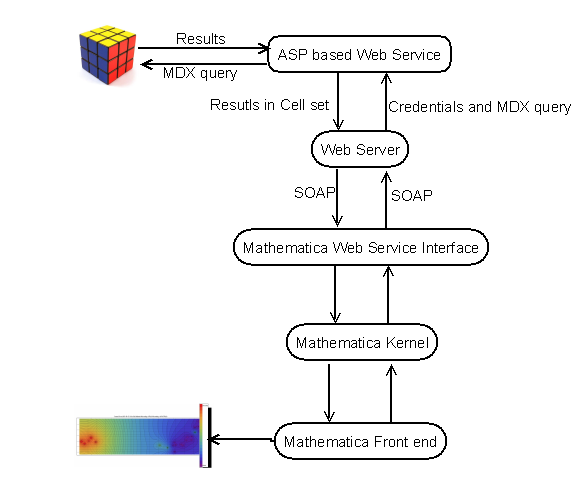 Results
ASP based Web Service
MDX query
Resutls in Cell set
Credentials and MDX query
Web Server
SOAP
SOAP
Mathematica Web Service Interface
Mathematica Kernel
Mathematica Front end